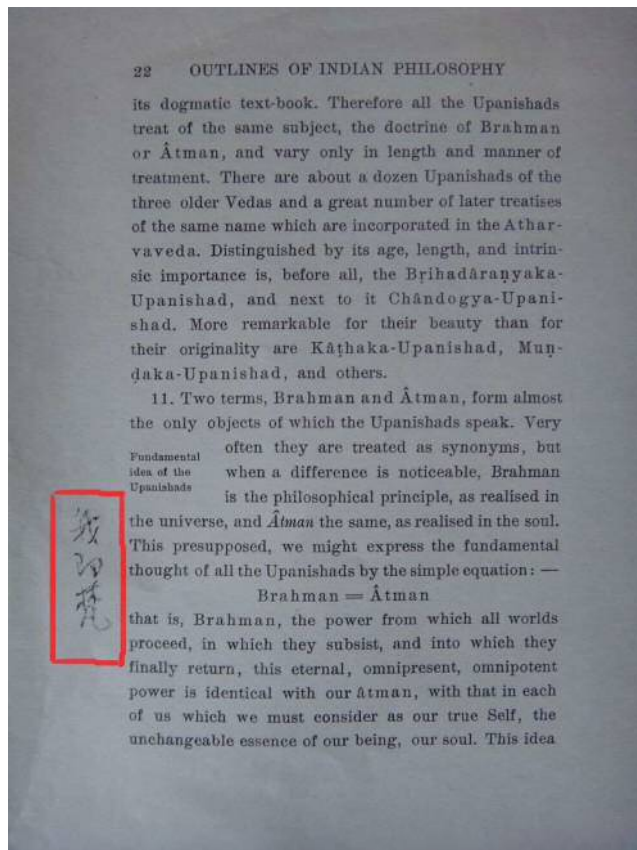 22 OUTLINES OF INDIAN PHILOSOPHY
its dogmatic text-book. Therefore all the Upanishads
treat of the same subject, the doctrine of Brahman
or Âtman, and vary only in length and manner of
treatment. There are about a dozen Upanishads of the
three older Vedas and a great number of later treatises
of the same name which are incorporated in the Athar-
vaveda. Distinguished by its age, length, and intrin-
sic importance is, before all, the Bṛihadâraṇyaka-
Upanishad, and next to it Chândogya-Upani-
shad. More remarkable for their beauty than for
their originality are Kâṭhaka-Upanishad, Muṇ-
ḍaka-Upanishad, and others.
11. Two terms, Brahman and Âtman, form almost
the only objects of which the Upanishads speak. Very
Fundamental
idea of the
Upanishads
often they are treated as synonyms, but
when a difference is noticeable, Brahman
is the philosophical principle, as realised in
the universe, and Âtman the same, as realised in the soul.
This presupposed, we might express the fundamental
thought of all the Upanishads by the simple equation: —
Brahman = Âtman
that is, Brahman, the power from which all worlds
proceed, in which they subsist, and into which they
finally return, this eternal, omnipresent, omnipotent
power is identical with our âtman, with that in each
of us which we must consider as our true Self, the
unchangeable essence of our being, our soul. This idea
我即梵